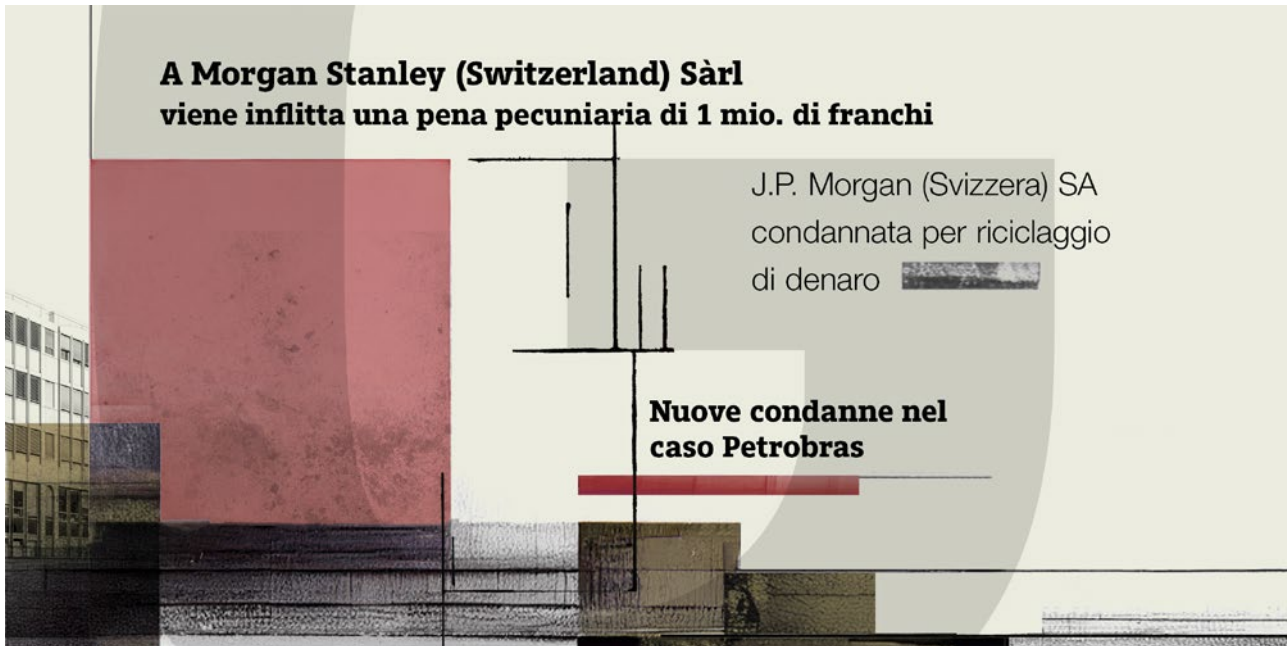 A Morgan Stanley (Switzerland) Sàrl
viene inflitta una pena pecuniaria di 1 mio. di franchi
J.P. Morgan (Svizzera) SA
condannata per riciclaggio
di denaro
Nuove condanne nel
caso Petrobras